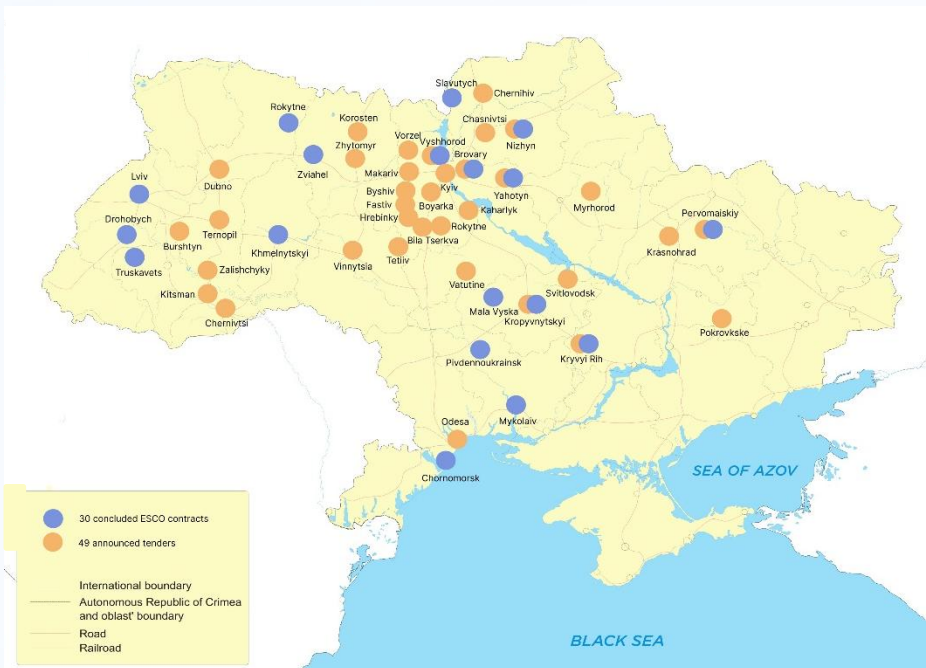 Slavutych
Chernihiv
Rokytne
Korosten
Chasnivtsi
Vorzel
Vyshhorod
Nizhyn
Zhytomyr
Brovary
Zviahel
Makariv
Lviv
Dubno
Kyiv
Yahotyn
Byshiv
Boyarka
Myrhorod
Fastiv
Kaharlyk
Pervomaiskiy
Drohobych
Hrebinky
Rokytne
Ternopil
Burshtyn
Bila Tserkva
Krasnohrad
Khmelnytskyi
Truskavets
Vinnytsia
Tetiiv
Zalishchyky
Vatutine
Svitlovodsk
Kitsman
Mala Vyska
Chernivtsi
Kropyvnytskyi
Pokrovkske
Pivdennoukrainsk
Kryvyi Rih
Mykolaiv
Odesa
Chornomorsk
SEA OF AZOV
30 concluded ESCO contracts
49 announced tenders
International boundary
Autonomous Republic of Crimea
and oblast' boundary
Road
Railroad
BLACK SEA